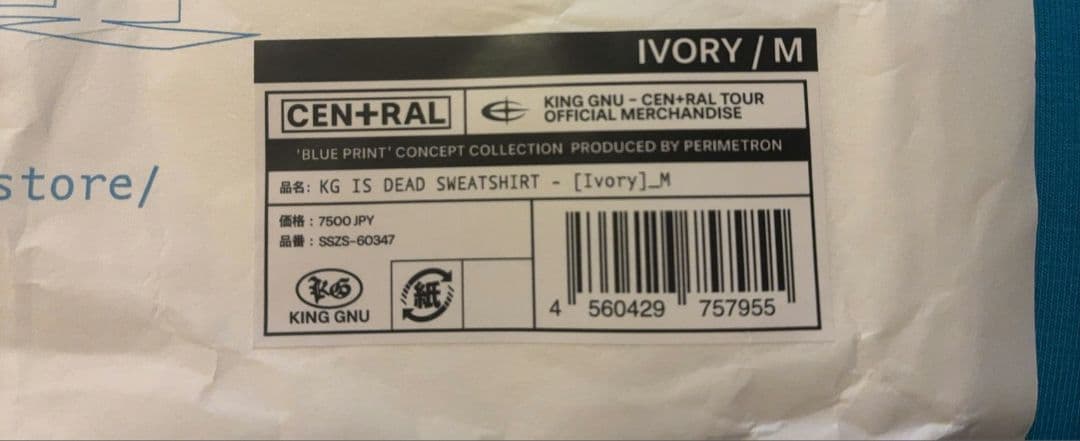 IVORY / M
CEN+RAL
KING GNU - CEN+RAL TOUR
OFFICIAL MERCHANDISE
'BLUE PRINT' CONCEPT COLLECTION PRODUCED BY PERIMETRON
store/
品名: KG IS DEAD SWEATSHIRT - [Ivory]_M
価格 : 7500 JPY
品番 : SSZS-60347
KG
KING GNU
紙
4 560429 757955